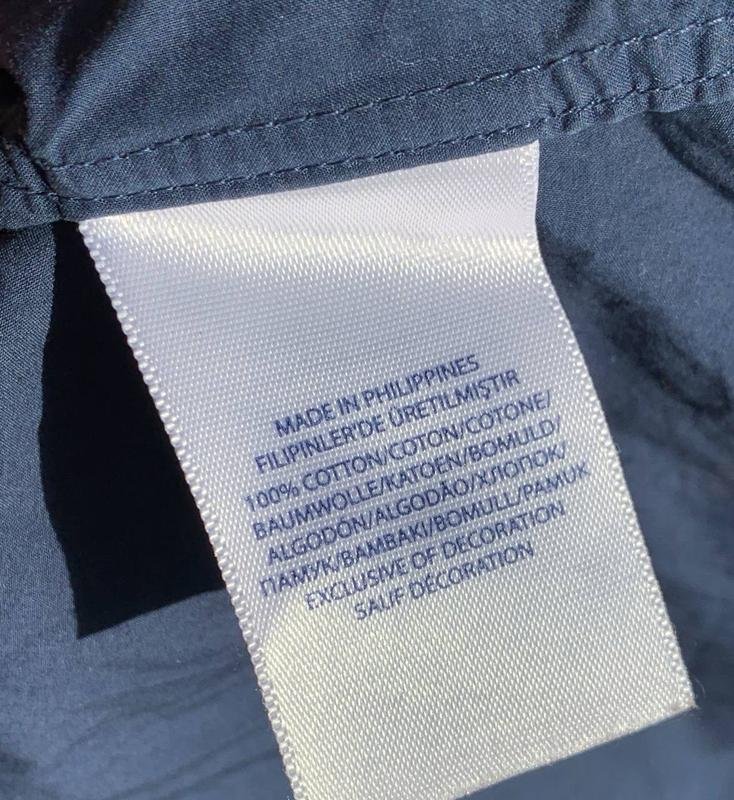 MADE IN PHILIPPINES
FILIPINLER'DE ÜRETILMIŞTIR
100% COTTON/COTON/COTONE/
BAUMWOLLE/KATOEN/BOMULD/
ALGODÓN/ALGODÃO/ХЛОПОК/
ПАМУК/BAMBAKI/BOMULL/PAMUK
EXCLUSIVE OF DECORATION
SAUF DÉCORATION